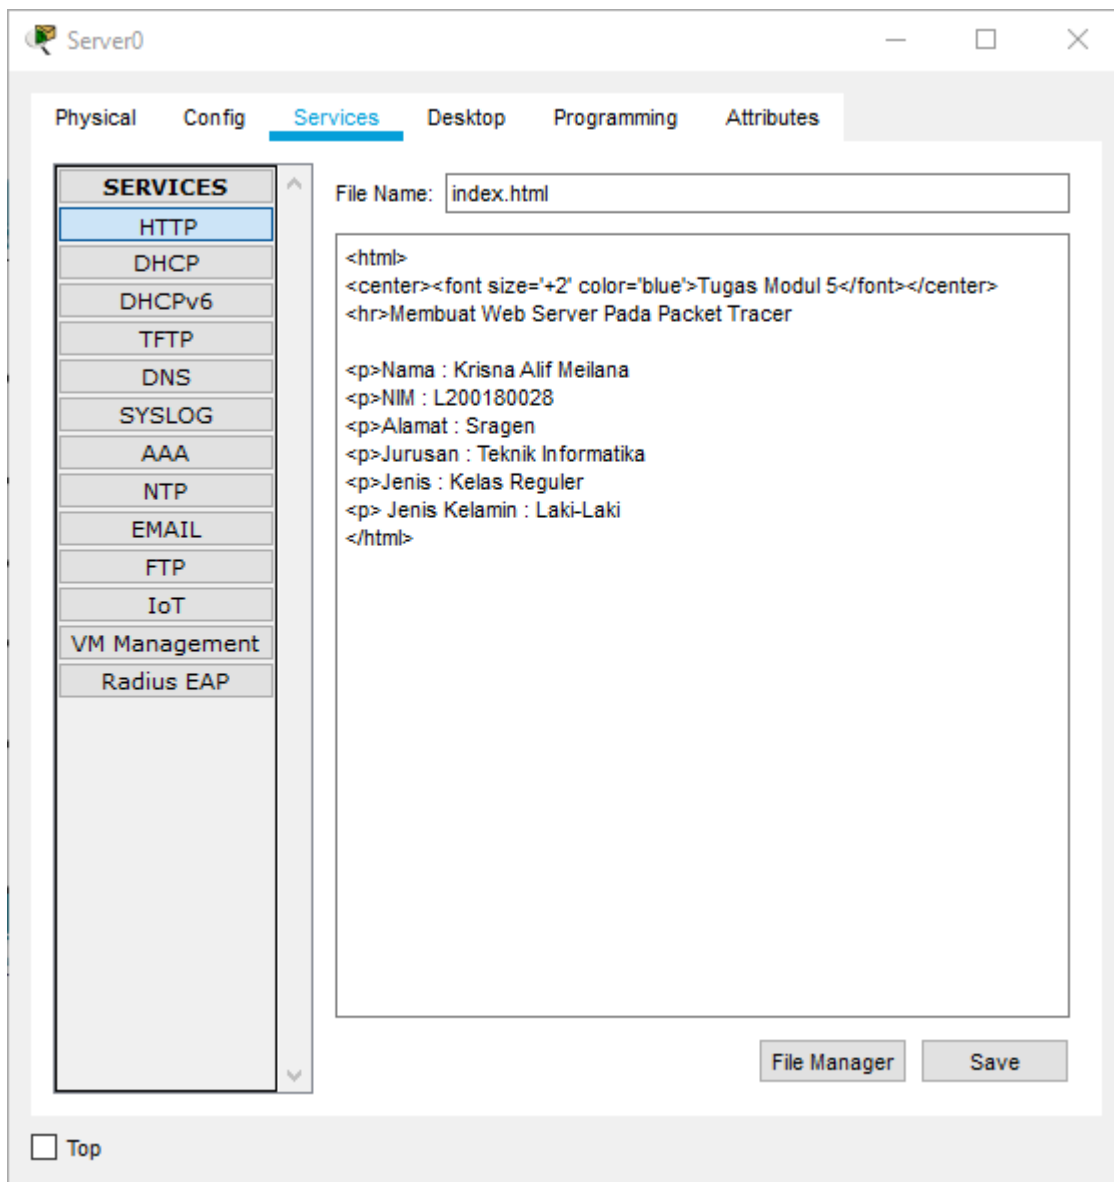 Server0
Physical Config Services Desktop Programming Attributes
SERVICES
HTTP
DHCP
DHCPv6
TFTP
DNS
SYSLOG
AAA
NTP
EMAIL
FTP
IoT
VM Management
Radius EAP
File Name: index.html
<html>
<center><font size='+2' color='blue'>Tugas Modul 5</font></center>
<hr>Membuat Web Server Pada Packet Tracer
<p>Nama : Krisna Alif Meilana
<p>NIM : L200180028
<p>Alamat : Sragen
<p>Jurusan : Teknik Informatika
<p>Jenis : Kelas Reguler
<p> Jenis Kelamin : Laki-Laki
</html>
File Manager Save
Top